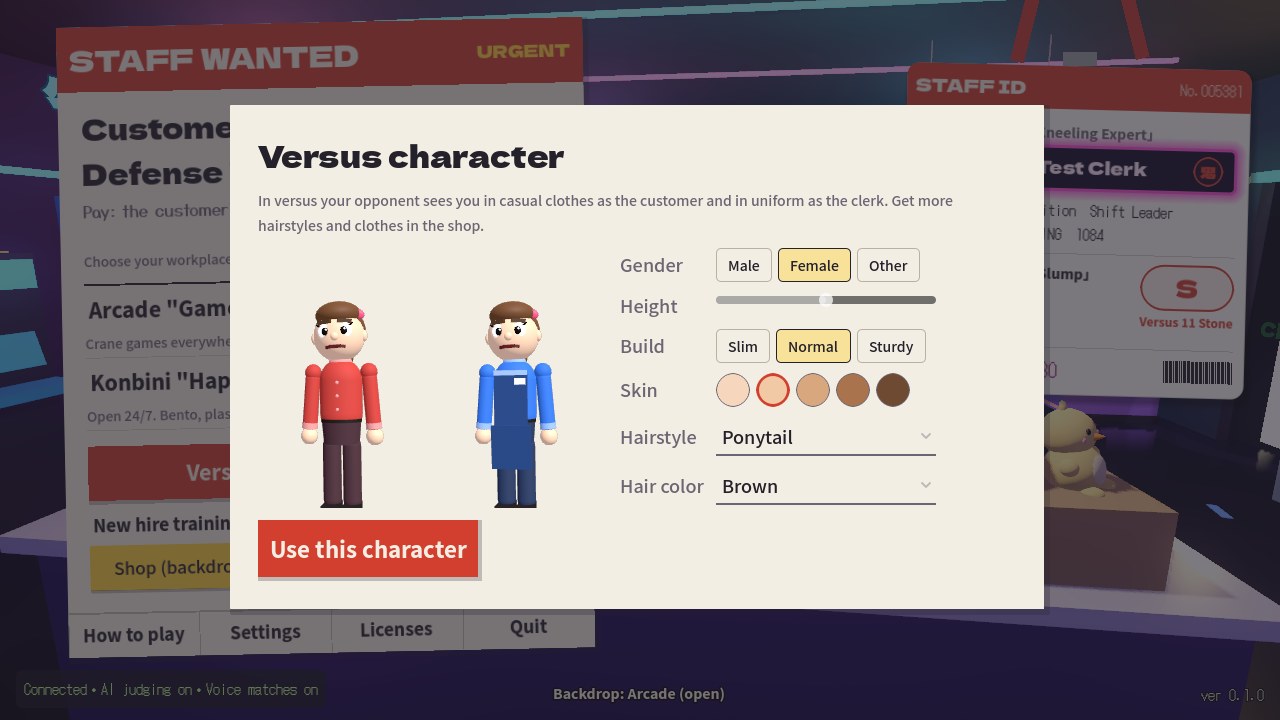 STAFF WANTED
URGENT
Custome
Defense
Pay: the customer
Choose your workplace
Arcade "Game
Crane games everywhe
Konbini "Hap
Open 24/7. Bento, plas
Vers
New hire trainin
Shop (backdro
How to play
Settings
Licenses
Quit
Connected • AI judging on • Voice matches on
Versus character
In versus your opponent sees you in casual clothes as the customer and in uniform as the clerk. Get more
hairstyles and clothes in the shop.
Gender
Male
Female
Other
Height
Build
Slim
Normal
Sturdy
Skin
Hairstyle
Ponytail
Hair color
Brown
Use this character
STAFF ID
No. 005381
neeling Expert」
Test Clerk
ition Shift Leader
NG 1084
Slump」
S
Versus 11 Stone
Backdrop: Arcade (open)
ver 0.1.0